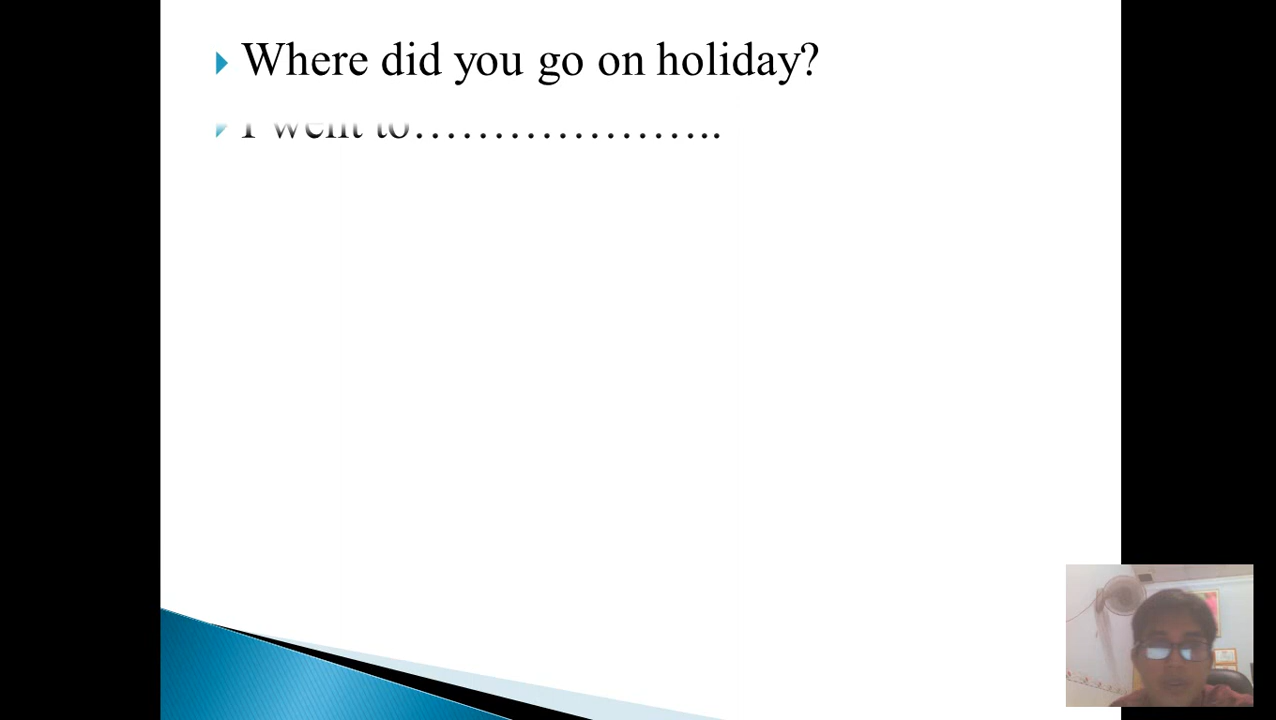 Where did you go on holiday?
I went to…………………..